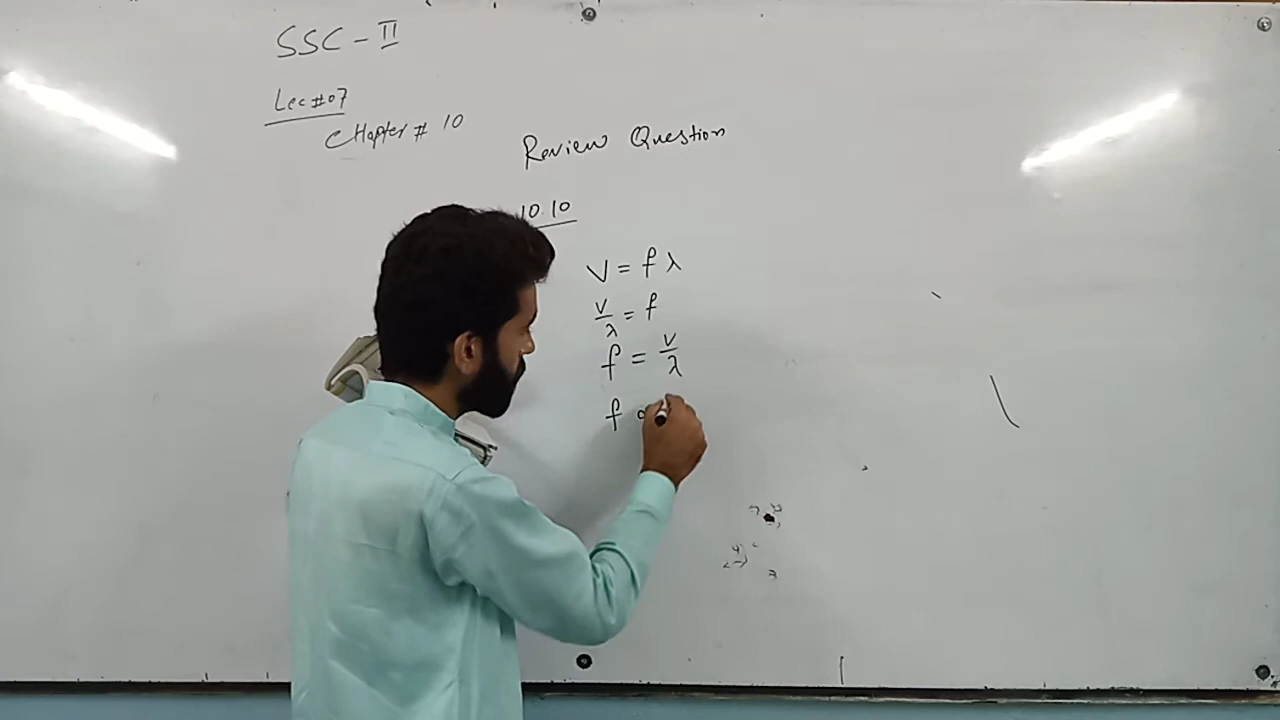 SSC - II
Lec #07
CHapter # 10
Review Question
10.10
V = f λ
v/λ = f
f = v/λ
f